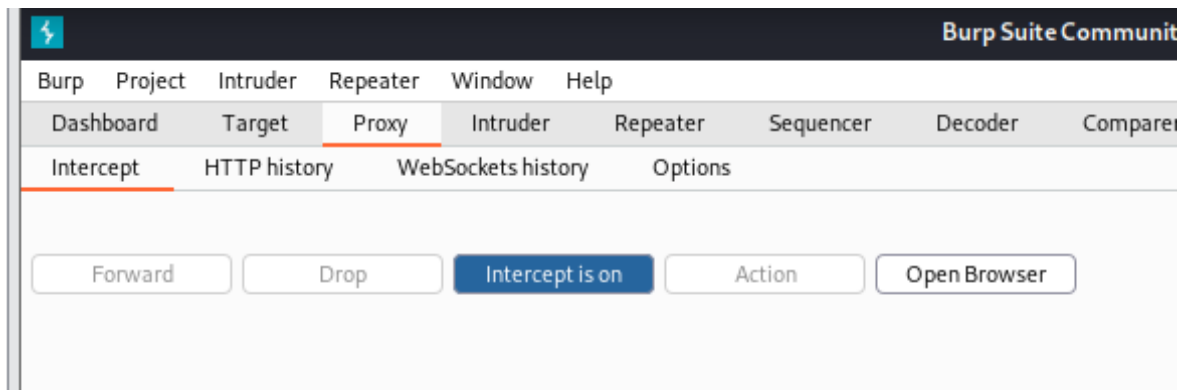 Burp Suite Communit
Burp Project Intruder Repeater Window Help
Dashboard Target Proxy Intruder Repeater Sequencer Decoder Comparer
Intercept HTTP history WebSockets history Options
Forward Drop Intercept is on Action Open Browser